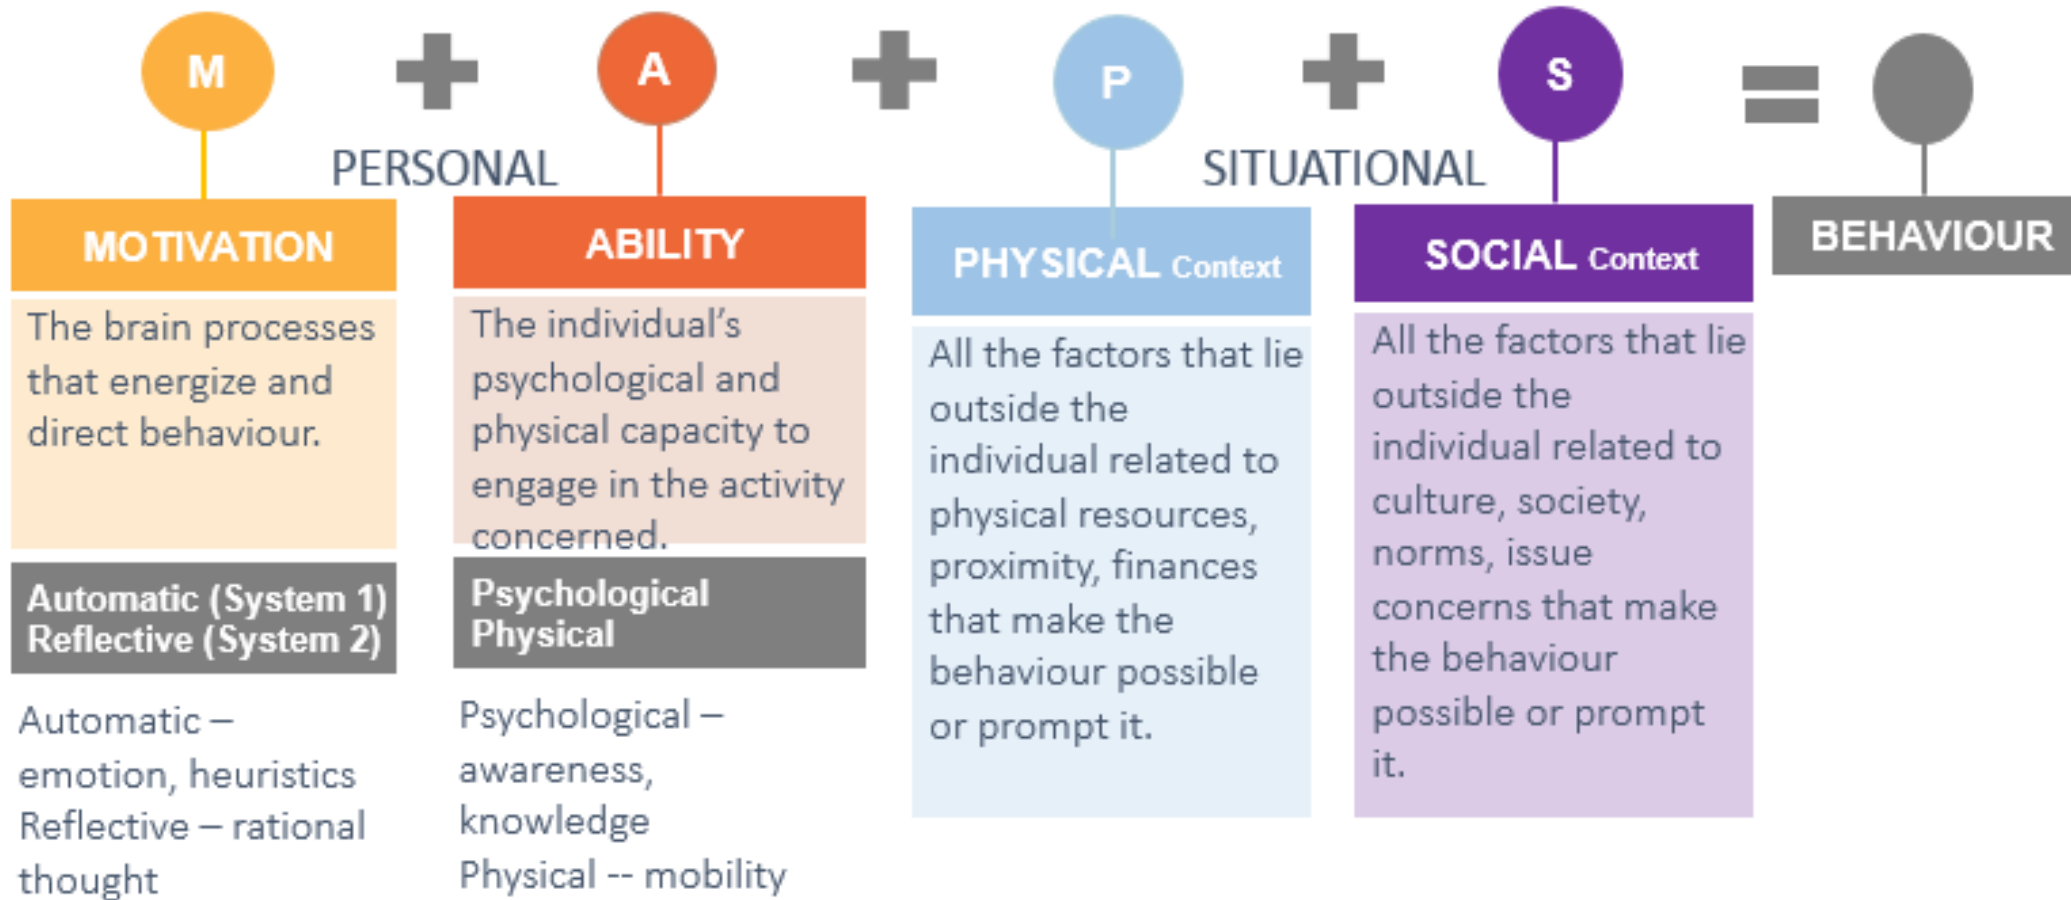 M
A
P
S
PERSONAL
SITUATIONAL
MOTIVATION
The brain processes
that energize and
direct behaviour.
Automatic (System 1)
Reflective (System 2)
Automatic –
emotion, heuristics
Reflective – rational
thought
ABILITY
The individual’s
psychological and
physical capacity to
engage in the activity
concerned.
Psychological
Physical
Psychological –
awareness,
knowledge
Physical -- mobility
PHYSICAL Context
All the factors that lie
outside the
individual related to
physical resources,
proximity, finances
that make the
behaviour possible
or prompt it.
SOCIAL Context
All the factors that lie
outside the
individual related to
culture, society,
norms, issue
concerns that make
the behaviour
possible or prompt
it.
BEHAVIOUR